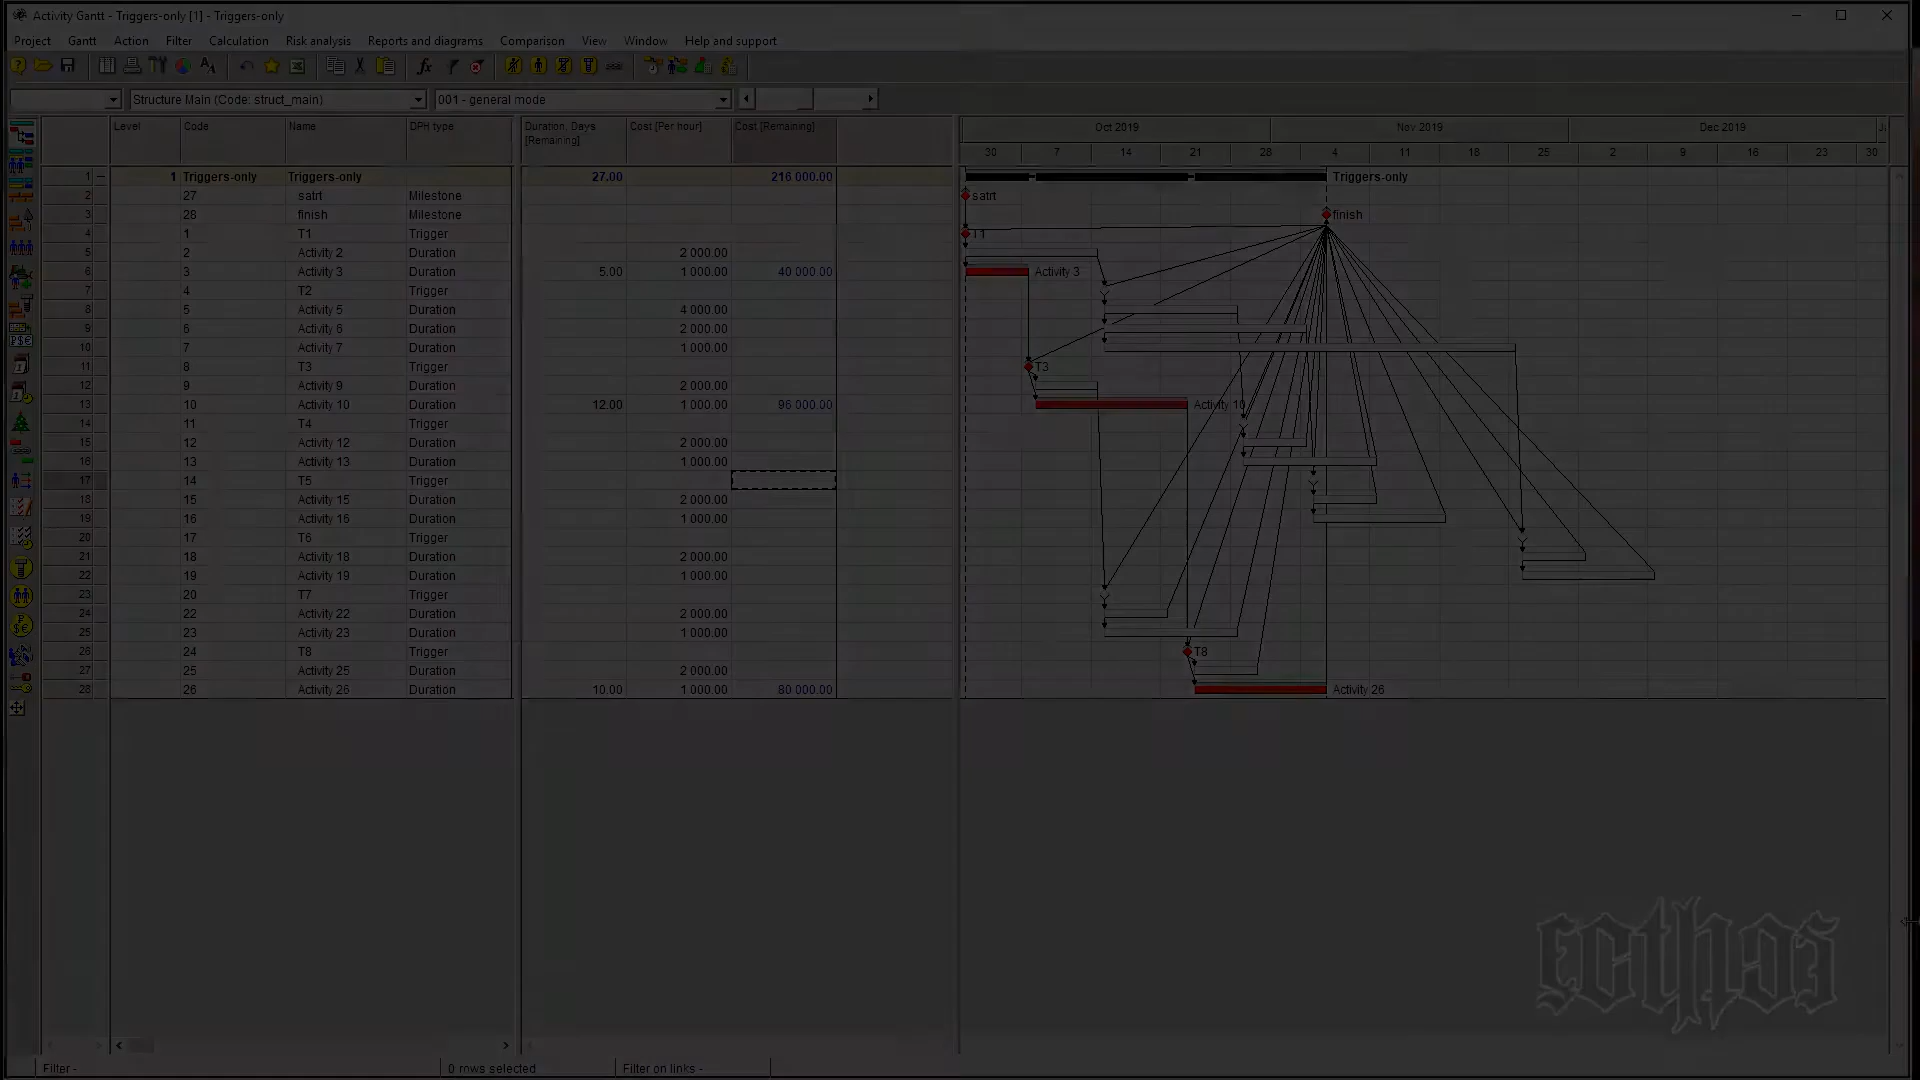 Activity Gantt - Triggers-only [1] - Triggers-only
Project Gantt Action Filter Calculation Risk analysis Reports and diagrams Comparison View Window Help and support
Structure Main (Code: struct_main) 001 - general mode
Level Code Name DPH type Duration, Days [Remaining] Cost [Per hour] Cost [Remaining]
Oct 2019 Nov 2019 Dec 2019
30 7 14 21 28 4 11 18 25 2 9 16 23 30
1 1 Triggers-only Triggers-only 27.00 216 000.00 Triggers-only
2 27 satrt Milestone satrt
3 28 finish Milestone finish
4 1 T1 Trigger T1
5 2 Activity 2 Duration 2 000.00
6 3 Activity 3 Duration 5.00 1 000.00 40 000.00 Activity 3
7 4 T2 Trigger
8 5 Activity 5 Duration 4 000.00
9 6 Activity 6 Duration 2 000.00
10 7 Activity 7 Duration 1 000.00
11 8 T3 Trigger T3
12 9 Activity 9 Duration 2 000.00
13 10 Activity 10 Duration 12.00 1 000.00 96 000.00 Activity 10
14 11 T4 Trigger
15 12 Activity 12 Duration 2 000.00
16 13 Activity 13 Duration 1 000.00
17 14 T5 Trigger
18 15 Activity 15 Duration 2 000.00
19 16 Activity 16 Duration 1 000.00
20 17 T6 Trigger
21 18 Activity 18 Duration 2 000.00
22 19 Activity 19 Duration 1 000.00
23 20 T7 Trigger
24 22 Activity 22 Duration 2 000.00
25 23 Activity 23 Duration 1 000.00
26 24 T8 Trigger T8
27 25 Activity 25 Duration 2 000.00
28 26 Activity 26 Duration 10.00 1 000.00 80 000.00 Activity 26
Filter - 0 rows selected Filter on links -